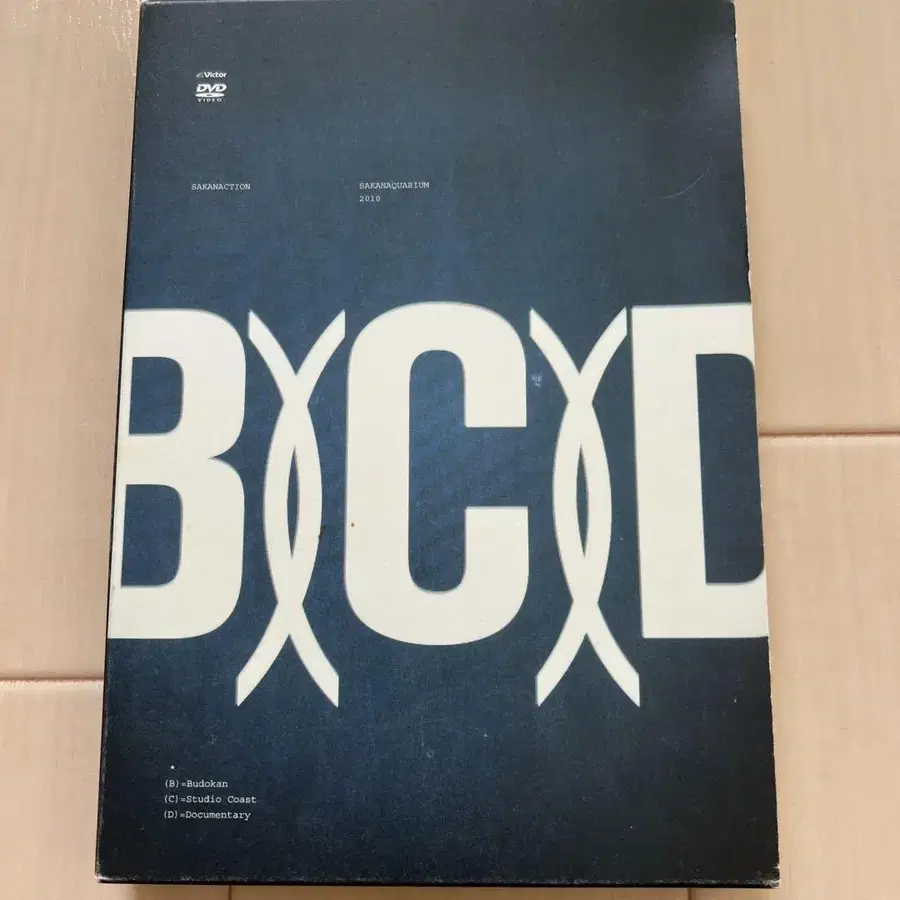 Victor
DVD
VIDEO
SAKANACTION
SAKANAQUARIUM
2010
B)(C)(D
(B)=Budokan
(C)=Studio Coast
(D)=Documentary